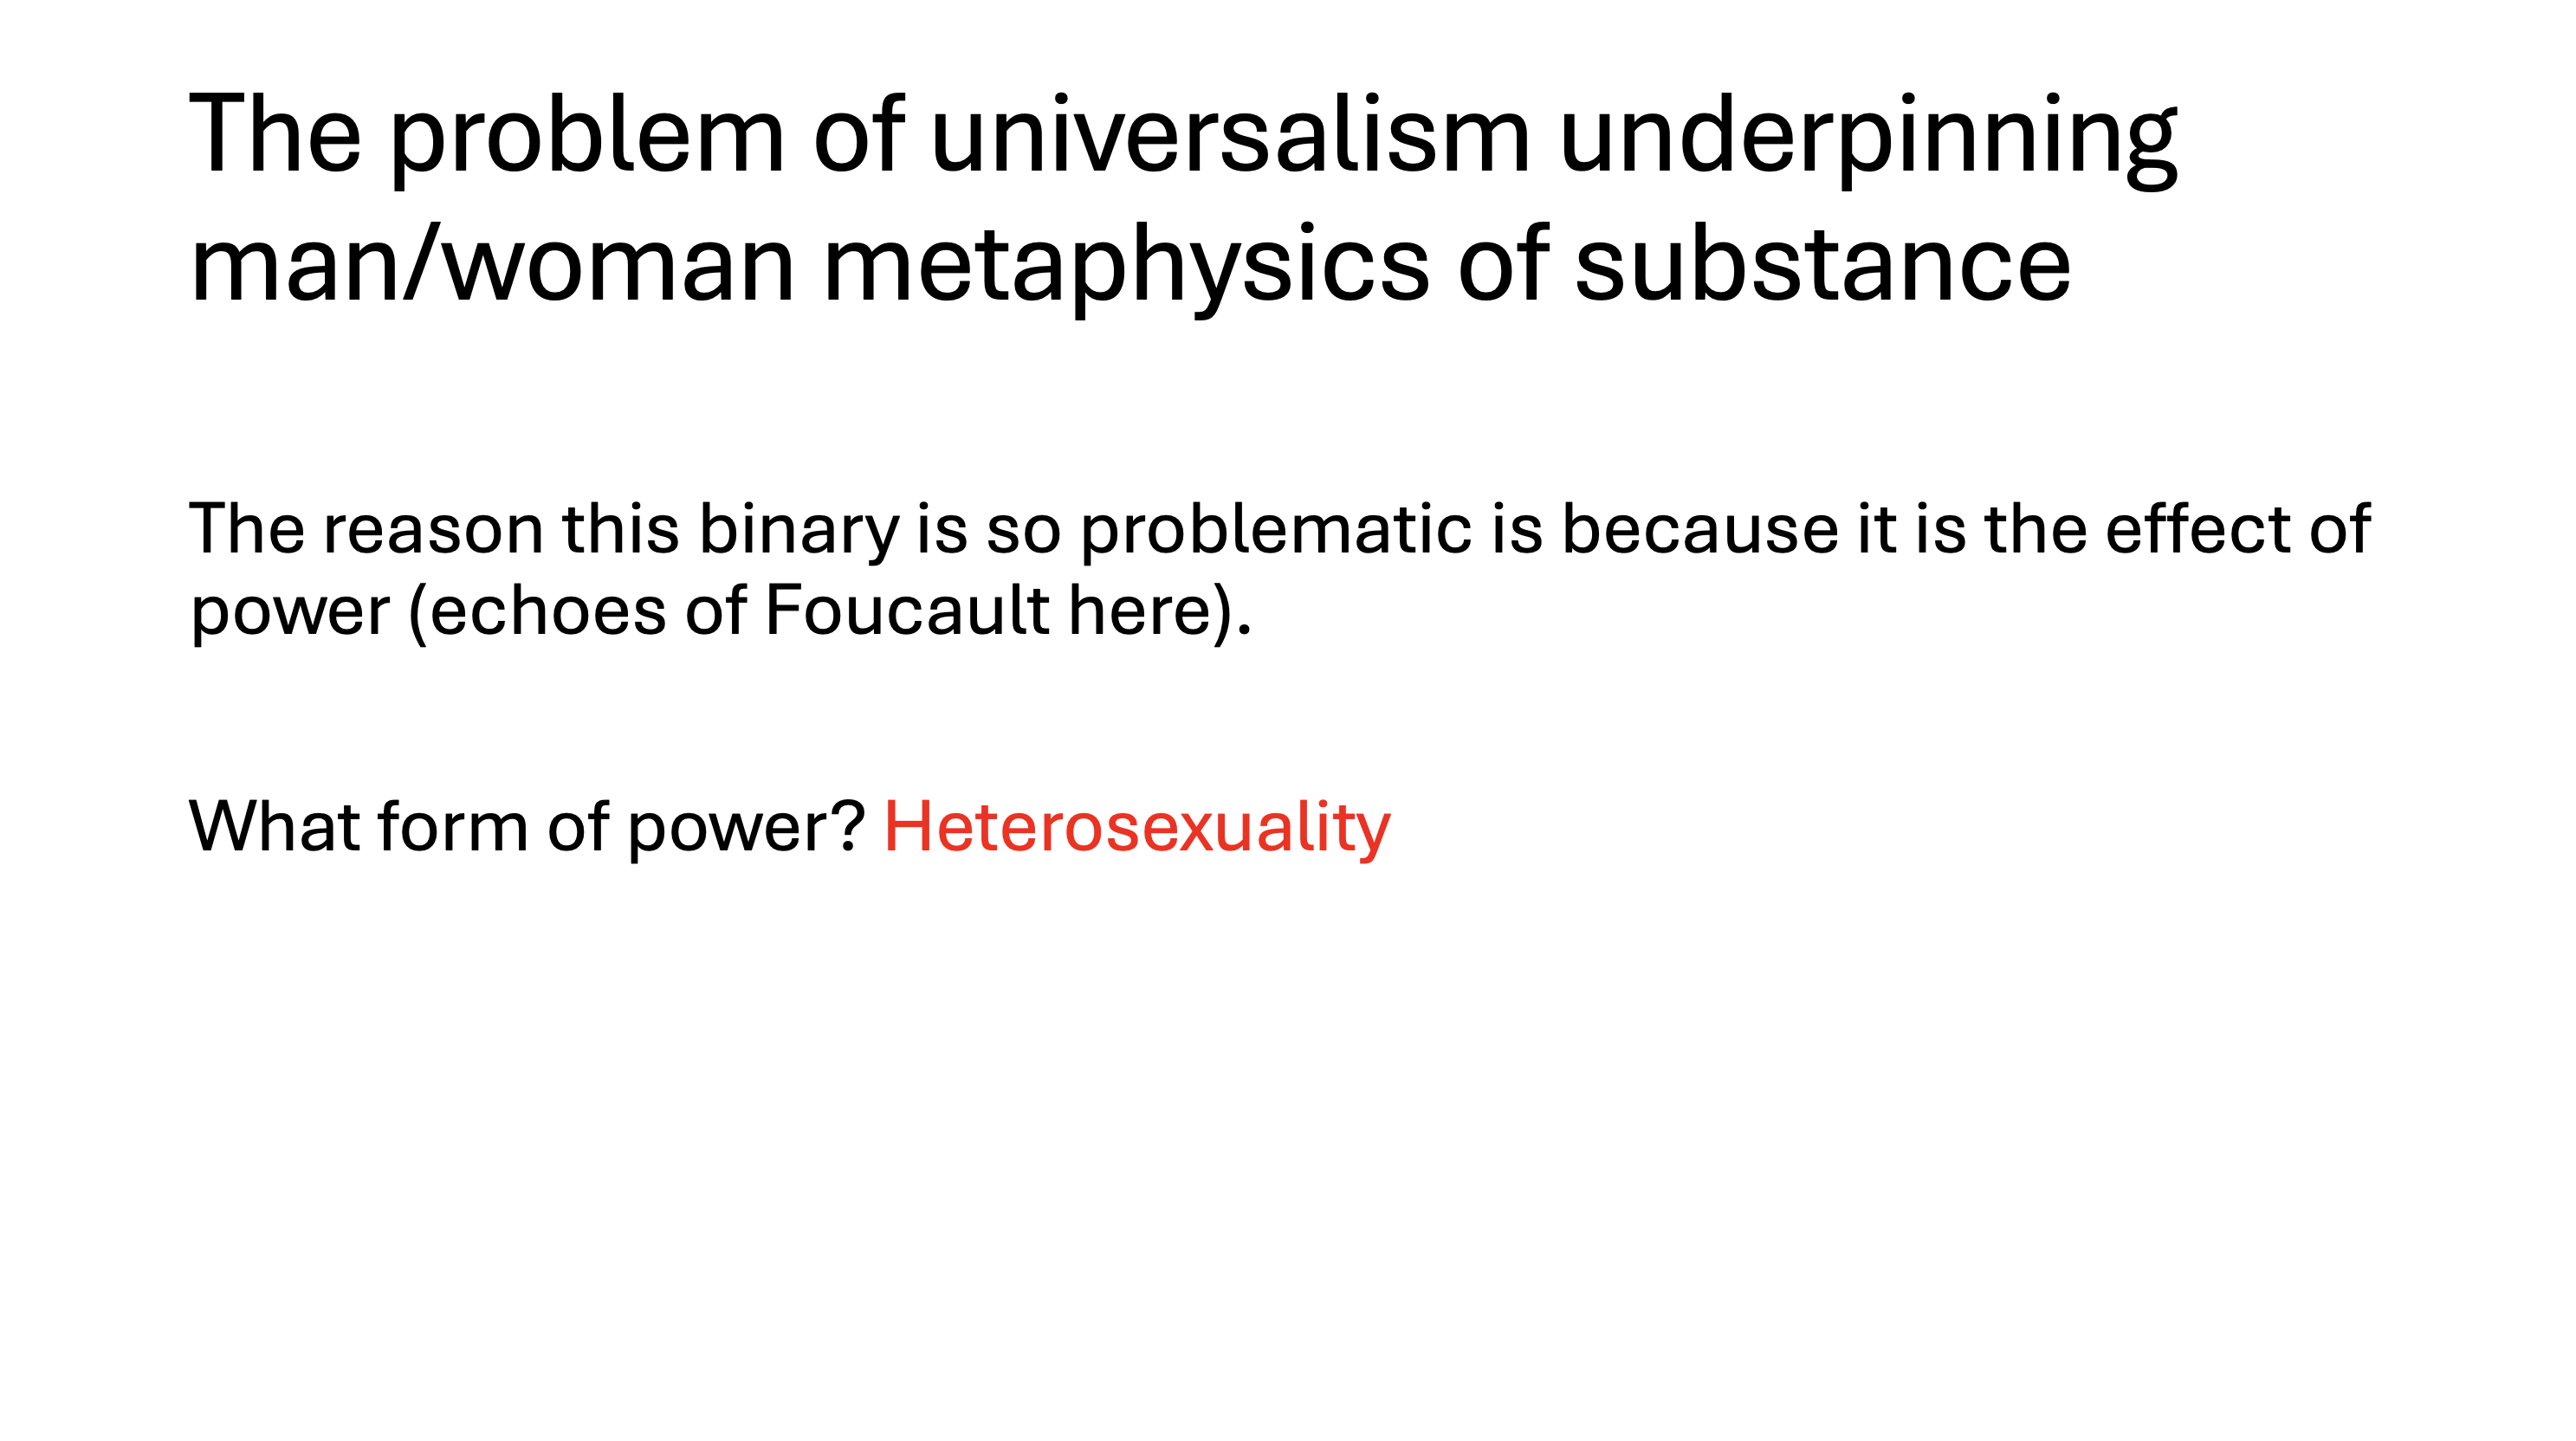 The problem of universalism underpinning
man/woman metaphysics of substance
The reason this binary is so problematic is because it is the effect of
power (echoes of Foucault here).
What form of power? Heterosexuality